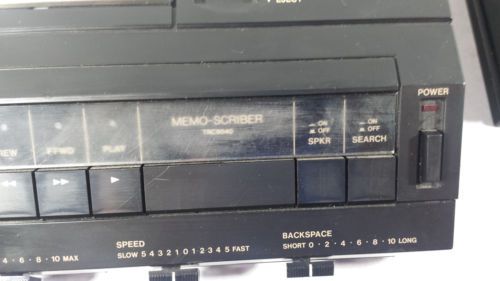 EJECT
POWER
MEMO-SCRIBER
ON
OFF
SPKR
ON
OFF
SEARCH
REW
F.FWD
PLAY
SPEED
SLOW 5 4 3 2 1 0 1 2 3 4 5 FAST
4 · 6 · 8 · 10 MAX
BACKSPACE
SHORT 0 · 2 · 4 · 6 · 8 · 10 LONG